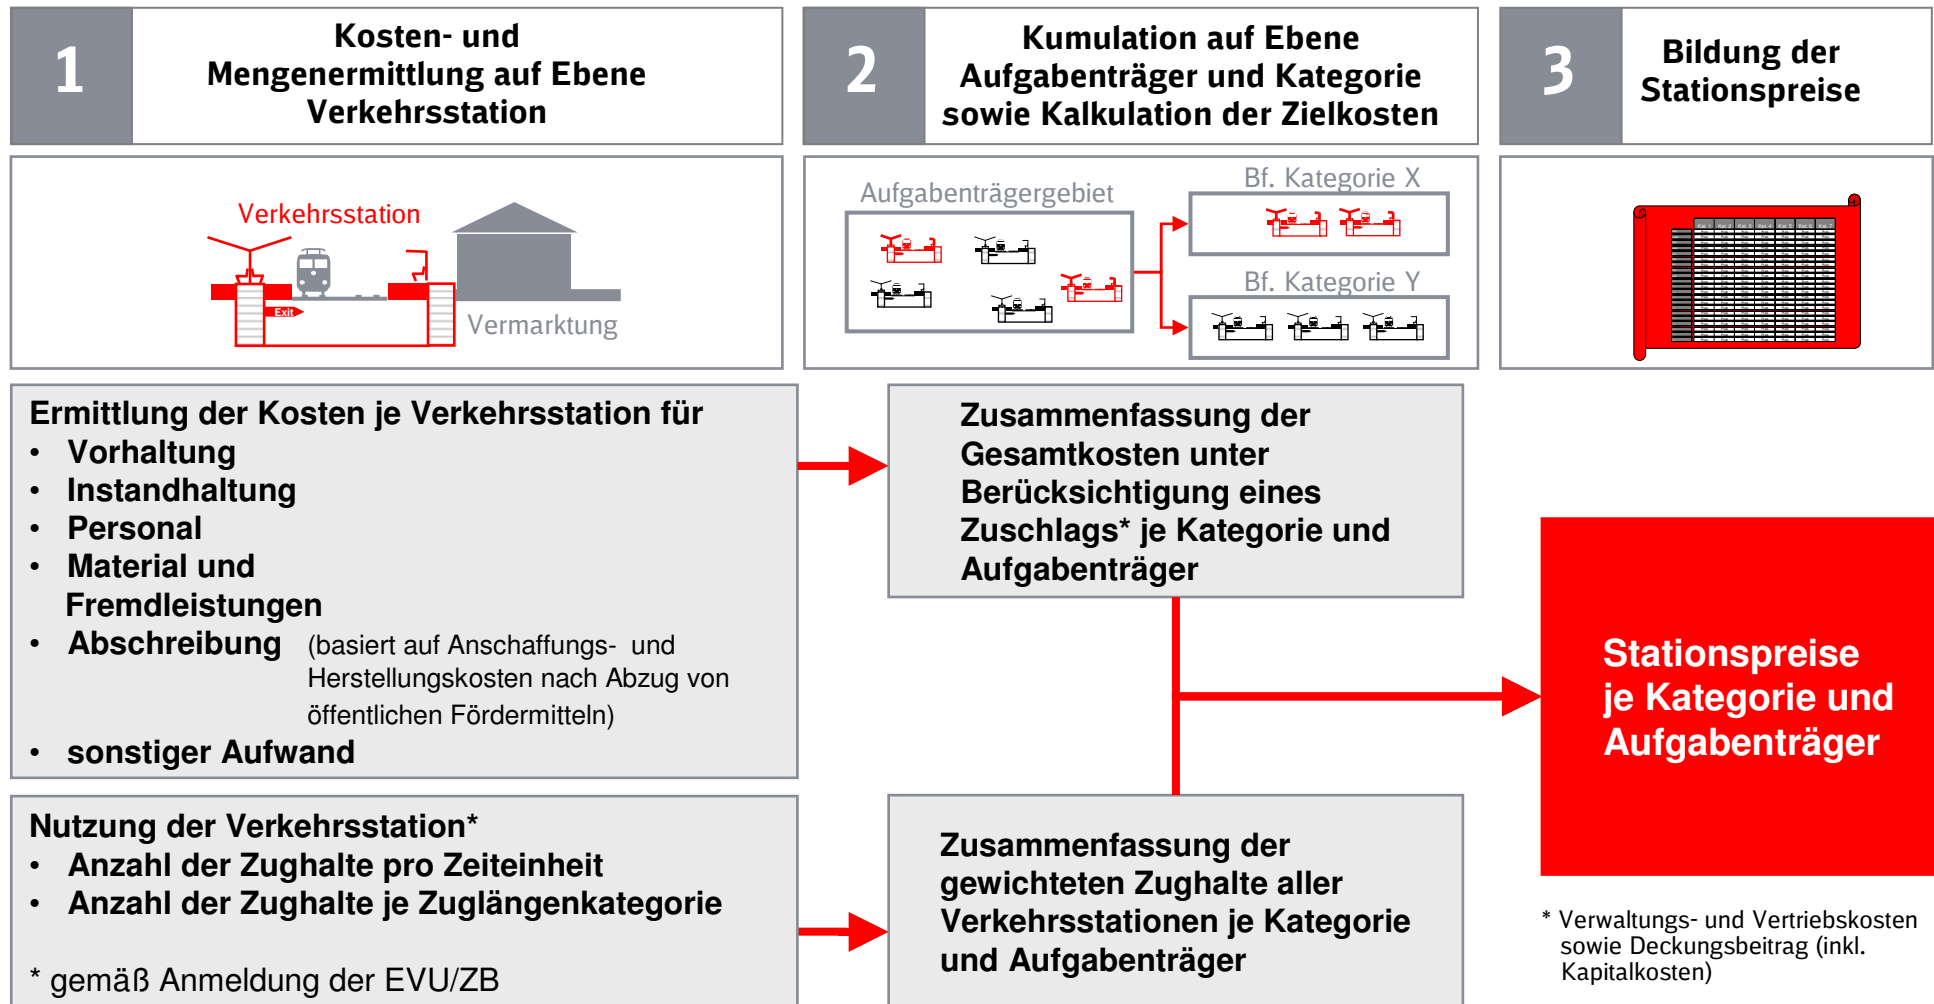 1
Kosten- und
Mengenermittlung auf Ebene
Verkehrsstation
2
Kumulation auf Ebene
Aufgabenträger und Kategorie
sowie Kalkulation der Zielkosten
3
Bildung der
Stationspreise
Verkehrsstation
Exit
Vermarktung
Aufgabenträgergebiet
Bf. Kategorie X
Bf. Kategorie Y
Ermittlung der Kosten je Verkehrsstation für
• Vorhaltung
• Instandhaltung
• Personal
• Material und
Fremdleistungen
• Abschreibung (basiert auf Anschaffungs- und
Herstellungskosten nach Abzug von
öffentlichen Fördermitteln)
• sonstiger Aufwand
Zusammenfassung der
Gesamtkosten unter
Berücksichtigung eines
Zuschlags* je Kategorie und
Aufgabenträger
Stationspreise
je Kategorie und
Aufgabenträger
Nutzung der Verkehrsstation*
• Anzahl der Zughalte pro Zeiteinheit
• Anzahl der Zughalte je Zuglängenkategorie
* gemäß Anmeldung der EVU/ZB
Zusammenfassung der
gewichteten Zughalte aller
Verkehrsstationen je Kategorie
und Aufgabenträger
* Verwaltungs- und Vertriebskosten
sowie Deckungsbeitrag (inkl.
Kapitalkosten)